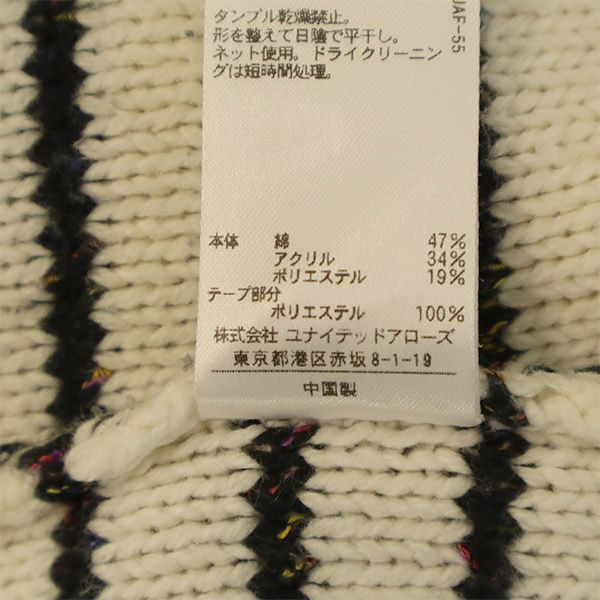 タンブル乾燥禁止。
形を整えて日陰で平干し。
ネット使用。ドライクリーニン
グは短時間処理。
UAF-55
本体 綿 47%
アクリル 34%
ポリエステル 19%
テープ部分
ポリエステル 100%
株式会社 ユナイテッドアローズ
東京都港区赤坂8-1-19
中国製